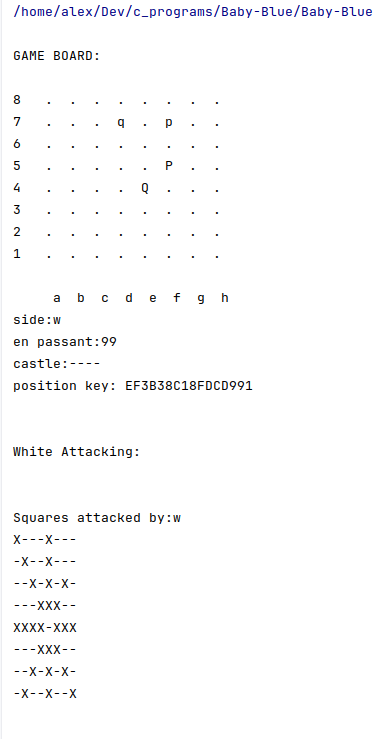 /home/alex/Dev/c_programs/Baby-Blue/Baby-Blue
GAME BOARD:
8 . . . . . . . .
7 . . . q . p . .
6 . . . . . . . .
5 . . . . . P . .
4 . . . . Q . . .
3 . . . . . . . .
2 . . . . . . . .
1 . . . . . . . .
a b c d e f g h
side:w
en passant:99
castle:----
position key: EF3B38C18FDCD991
White Attacking:
Squares attacked by:w
X---X---
-X--X---
--X-X-X-
---XXX--
XXXX-XXX
---XXX--
--X-X-X-
-X--X--X